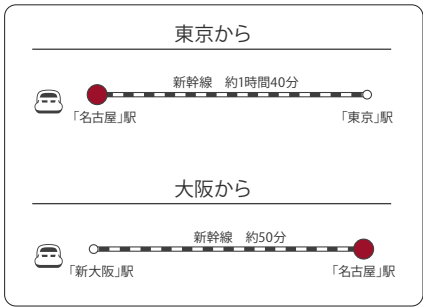 東京から
新幹線　約1時間40分
「名古屋」駅　「東京」駅
大阪から
新幹線　約50分
「新大阪」駅　「名古屋」駅